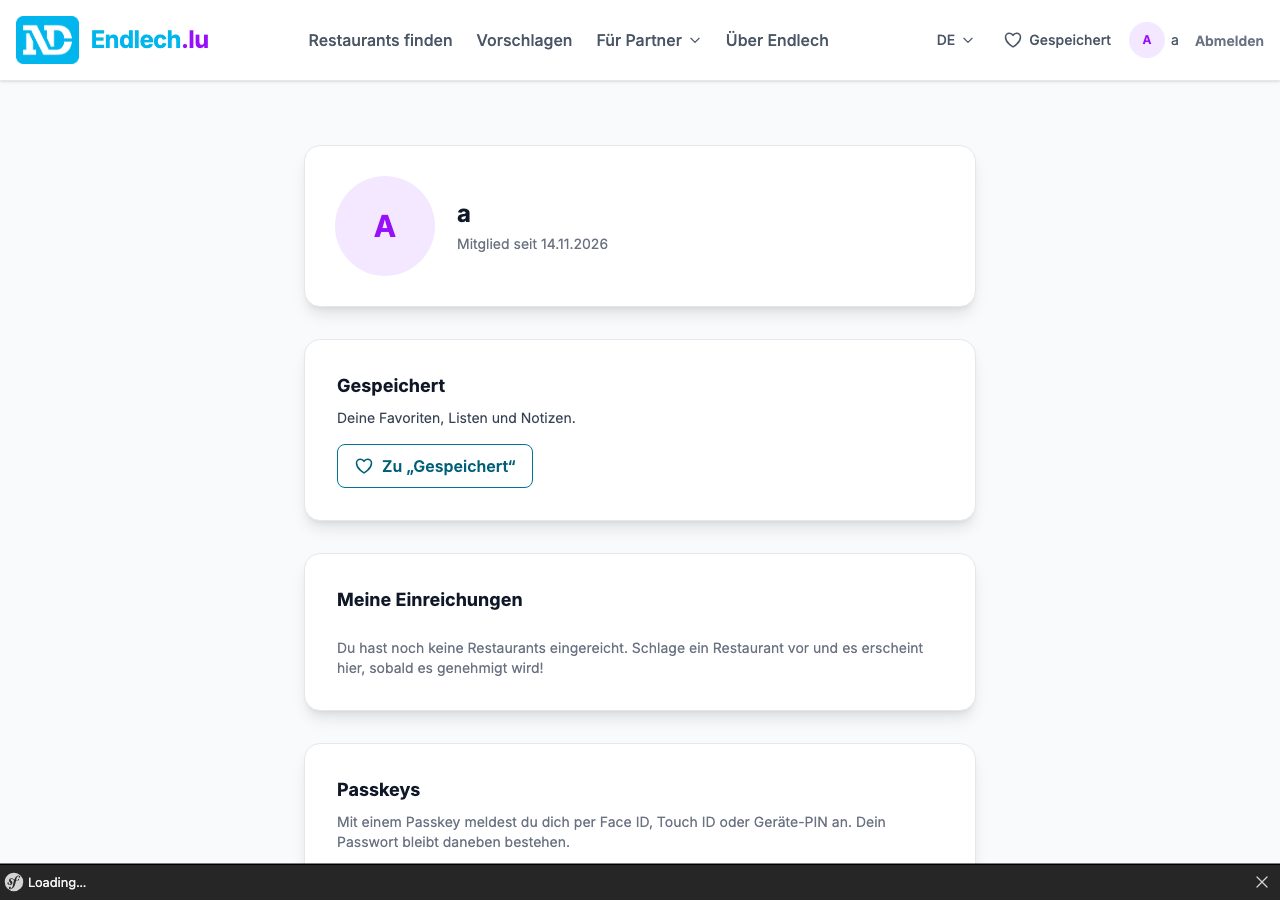 Endlech.lu
Restaurants finden
Vorschlagen
Für Partner
Über Endlech
DE
Gespeichert
A
a
Abmelden
A
a
Mitglied seit 14.11.2026
Gespeichert
Deine Favoriten, Listen und Notizen.
Zu „Gespeichert“
Meine Einreichungen
Du hast noch keine Restaurants eingereicht. Schlage ein Restaurant vor und es erscheint
hier, sobald es genehmigt wird!
Passkeys
Mit einem Passkey meldest du dich per Face ID, Touch ID oder Geräte-PIN an. Dein
Passwort bleibt daneben bestehen.
sf Loading...